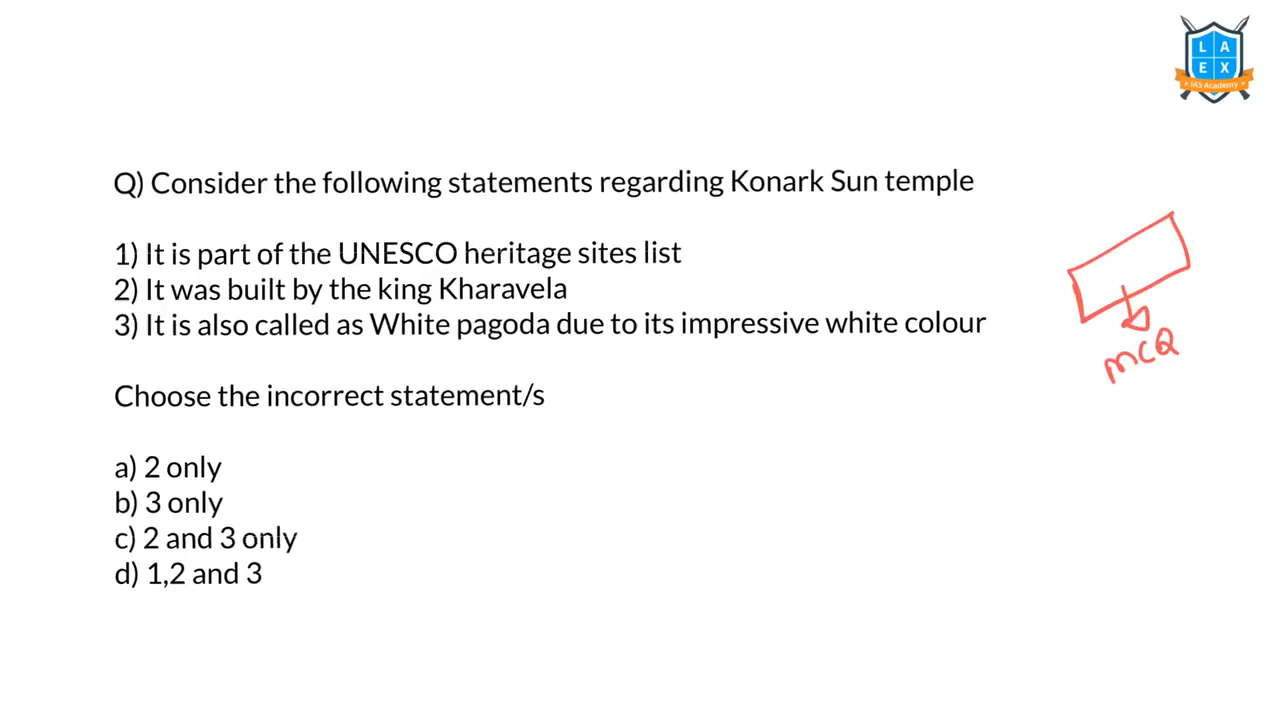 L A
E X
IAS Academy
Q) Consider the following statements regarding Konark Sun temple
1) It is part of the UNESCO heritage sites list
2) It was built by the king Kharavela
3) It is also called as White pagoda due to its impressive white colour
MCQ
Choose the incorrect statement/s
a) 2 only
b) 3 only
c) 2 and 3 only
d) 1,2 and 3